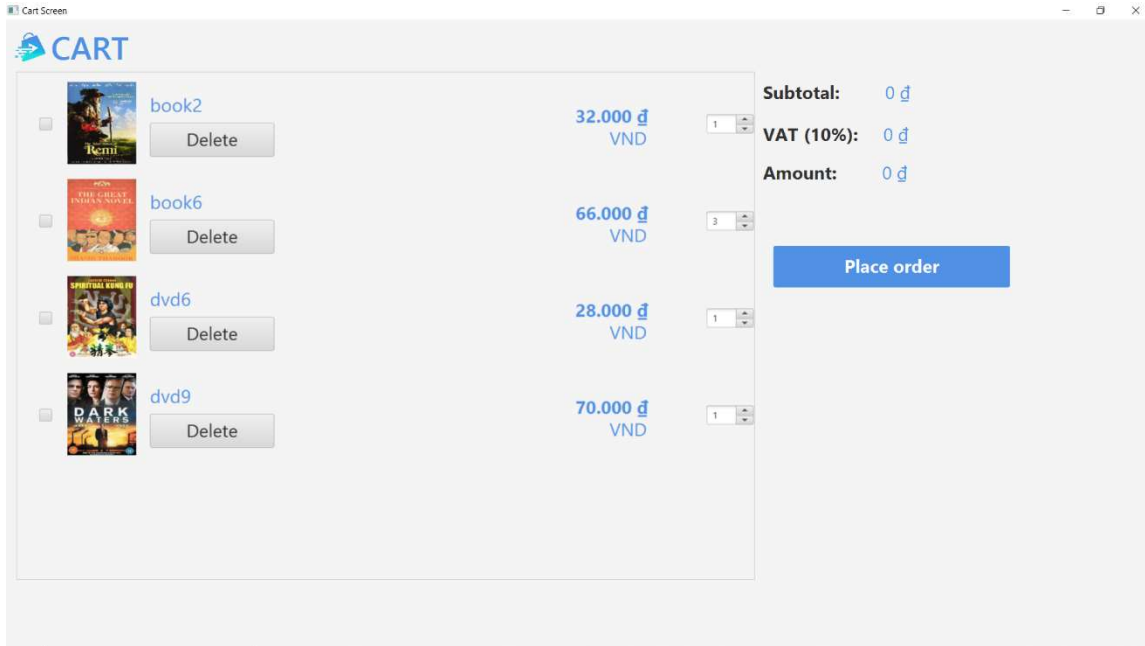 Cart Screen
CART
book2
32.000 ₫
VND
1
Delete
Remi
book6
66.000 ₫
VND
3
Delete
THE GREAT
INDIAN NOVEL
dvd6
28.000 ₫
VND
1
Delete
SPIRITUAL KUNG FU
dvd9
70.000 ₫
VND
1
Delete
DARK
WATERS
Subtotal: 0 ₫
VAT (10%): 0 ₫
Amount: 0 ₫
Place order